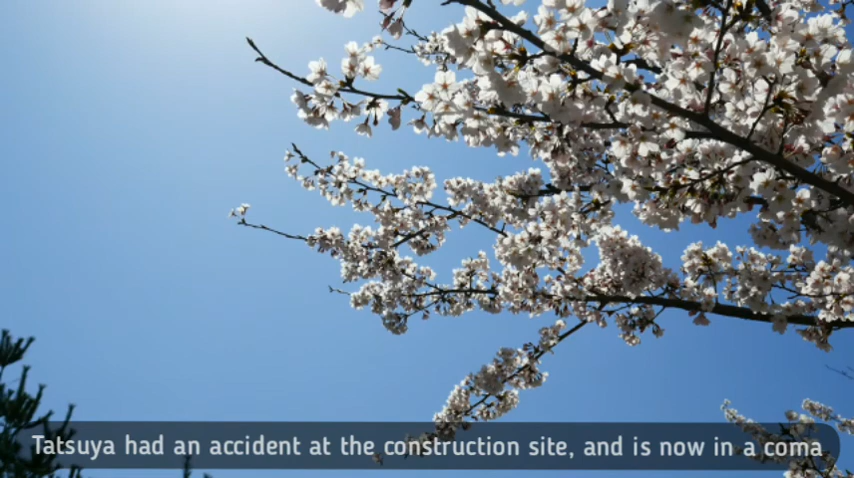 Tatsuya had an accident at the construction site, and is now in a coma